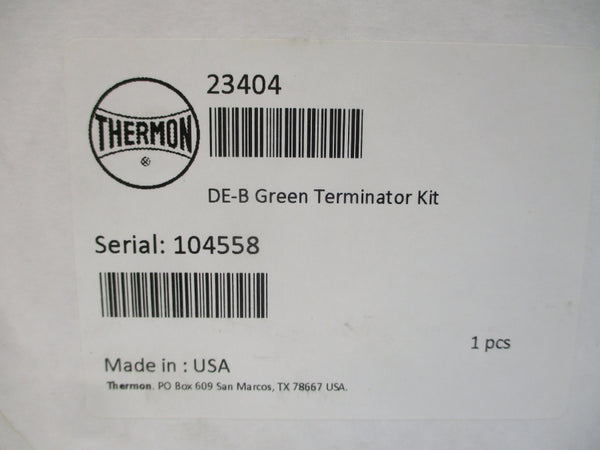 23404
THERMON
®
DE-B Green Terminator Kit
Serial: 104558
1 pcs
Made in : USA
Thermon. PO Box 609 San Marcos, TX 78667 USA.